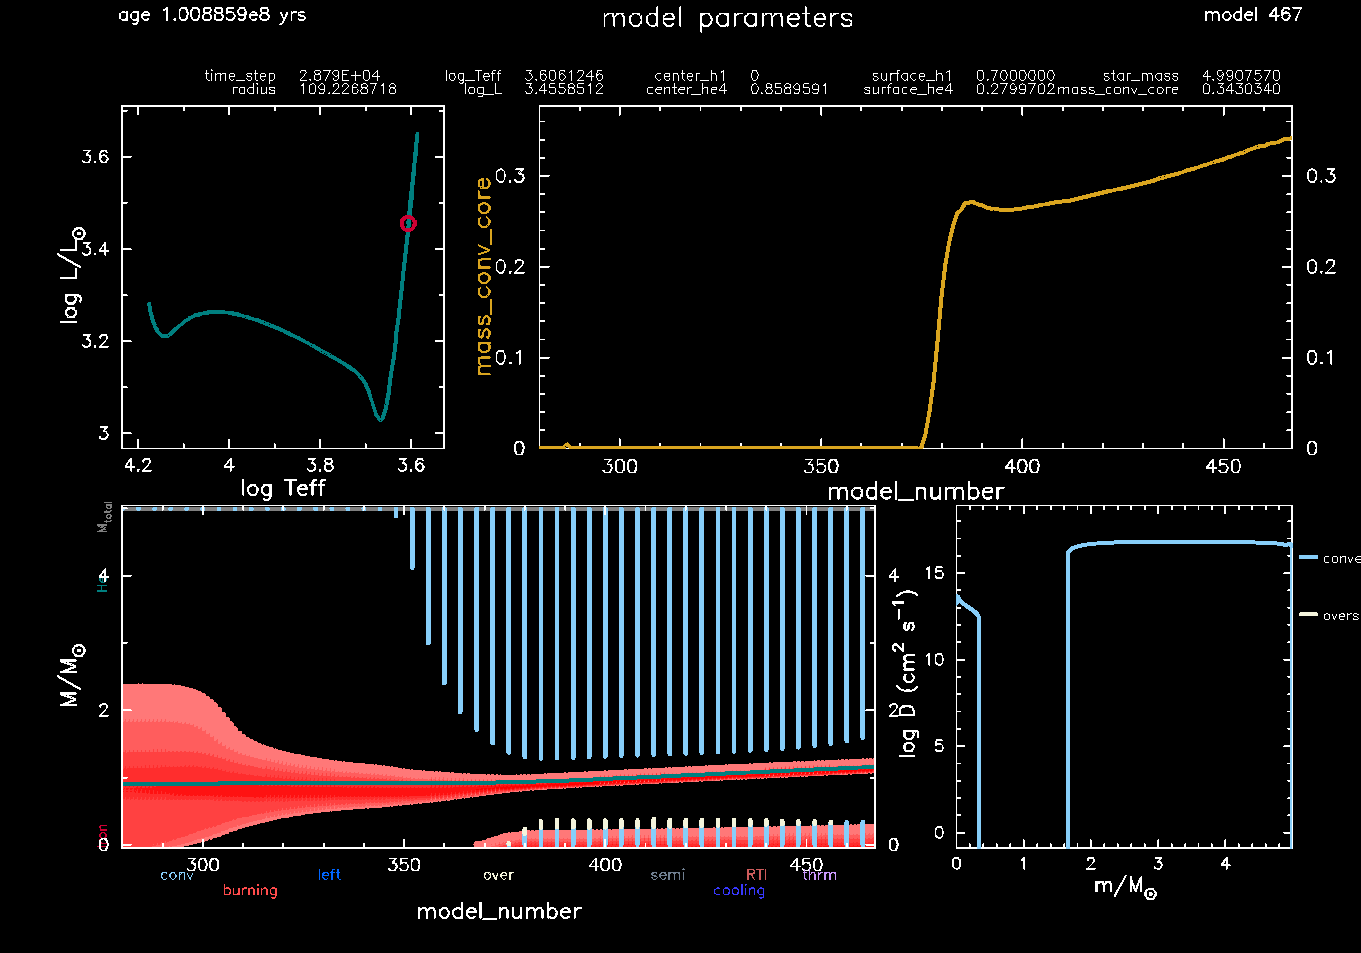 age 1.008859e8 yrs model parameters model 467
time_step 2.879E+04 log_Teff 3.6061246 center_h1 0 surface_h1 0.7000000 star_mass 4.9907570
radius 109.2268718 log_L 3.4558512 center_he4 0.8589591 surface_he4 0.2799702 mass_conv_core 0.3430340
log L/L⊙
3.6
3.4
3.2
3
4.2 4 3.8 3.6
log Teff
mass_conv_core
0.3 0.3
0.2 0.2
0.1 0.1
0 0
300 350 400 450
model_number
M/M⊙
Mtotal
He
4 4
2 2
0 0
300 350 400 450
conv left over semi RTI thrm
burning cooling
model_number
log D (cm² s⁻¹)
15
10
5
0
0 1 2 3 4
m/M⊙
conve
overs